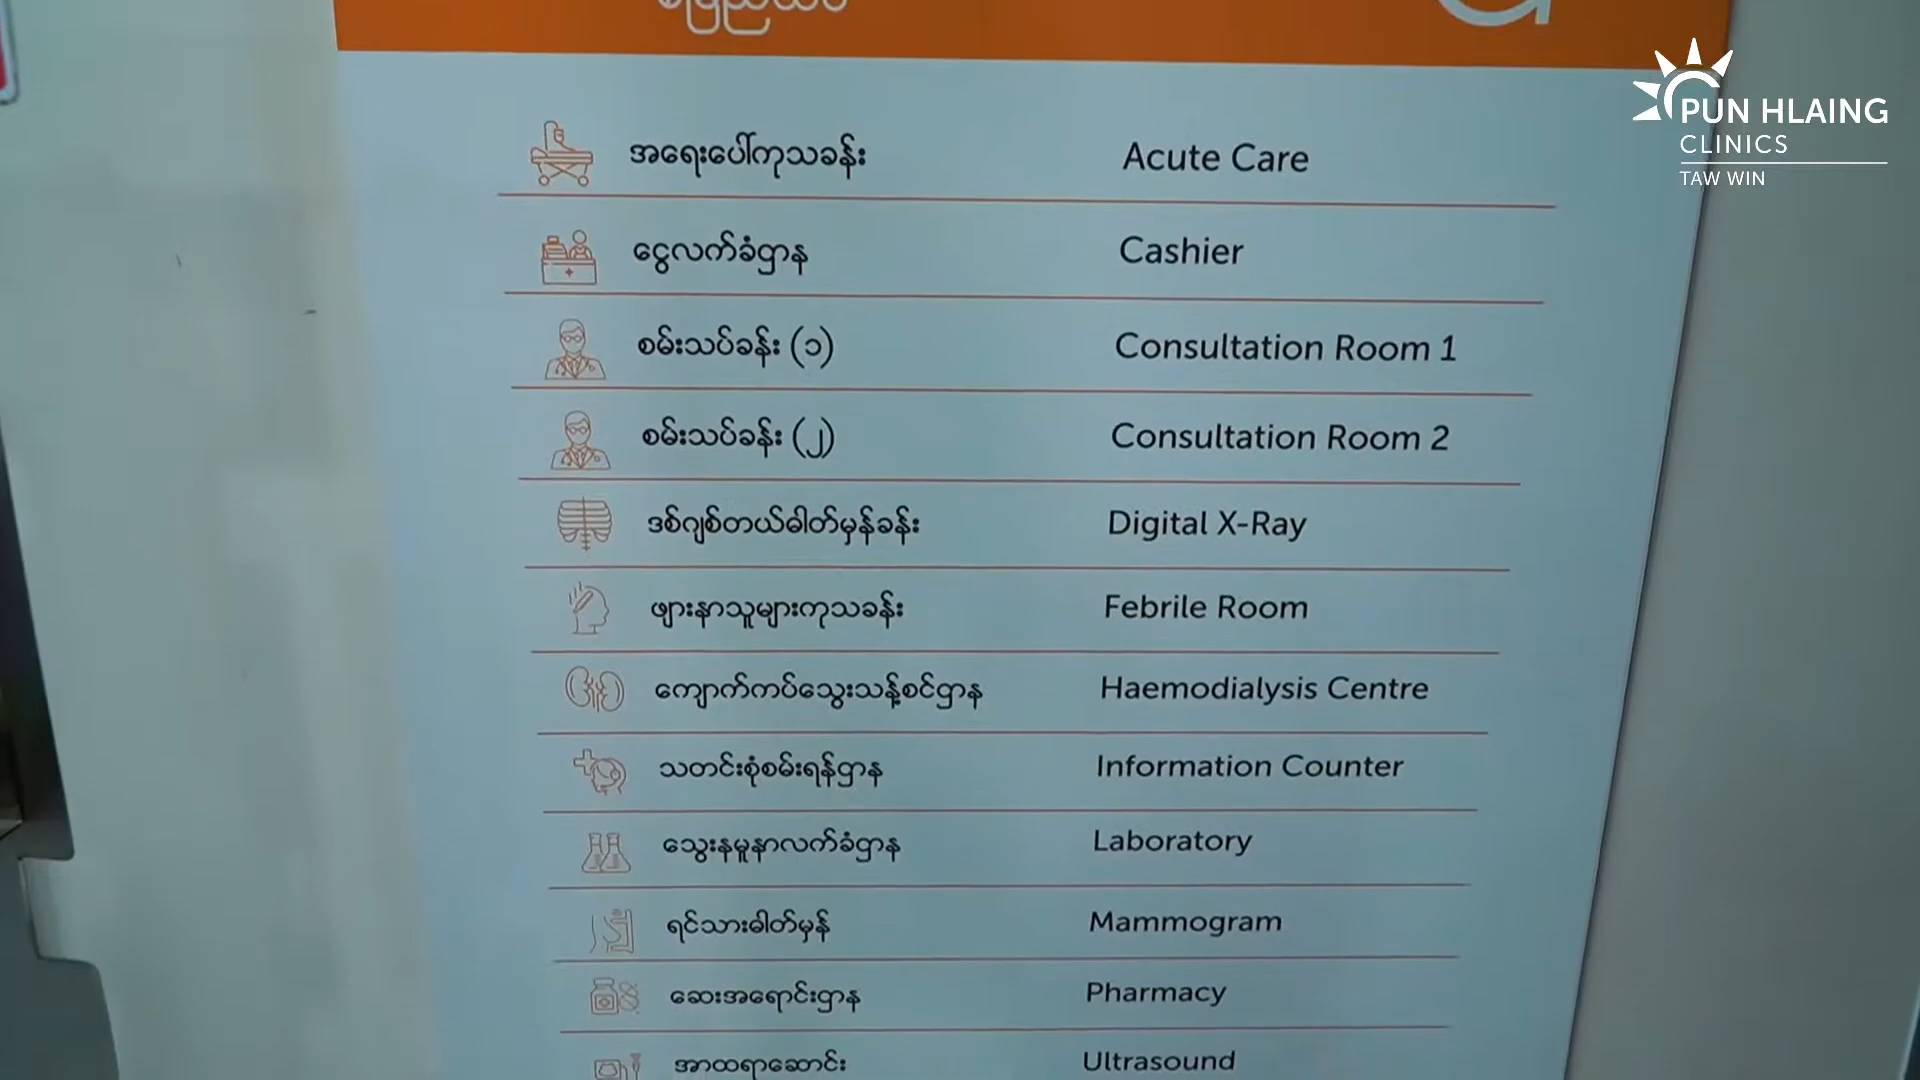 PUN HLAING
CLINICS
TAW WIN
အရေးပေါ်ကုသခန်း Acute Care
ငွေလက်ခံဌာန Cashier
စမ်းသပ်ခန်း (၁) Consultation Room 1
စမ်းသပ်ခန်း (၂) Consultation Room 2
ဒစ်ဂျစ်တယ်ဓါတ်မှန်ခန်း Digital X-Ray
ဖျားနာသူများကုသခန်း Febrile Room
ကျောက်ကပ်သွေးသန့်စင်ဌာန Haemodialysis Centre
သတင်းစုံစမ်းရန်ဌာန Information Counter
သွေးနမူနာလက်ခံဌာန Laboratory
ရင်သားဓါတ်မှန် Mammogram
ဆေးအရောင်းဌာန Pharmacy
အာထရာဆောင်း Ultrasound